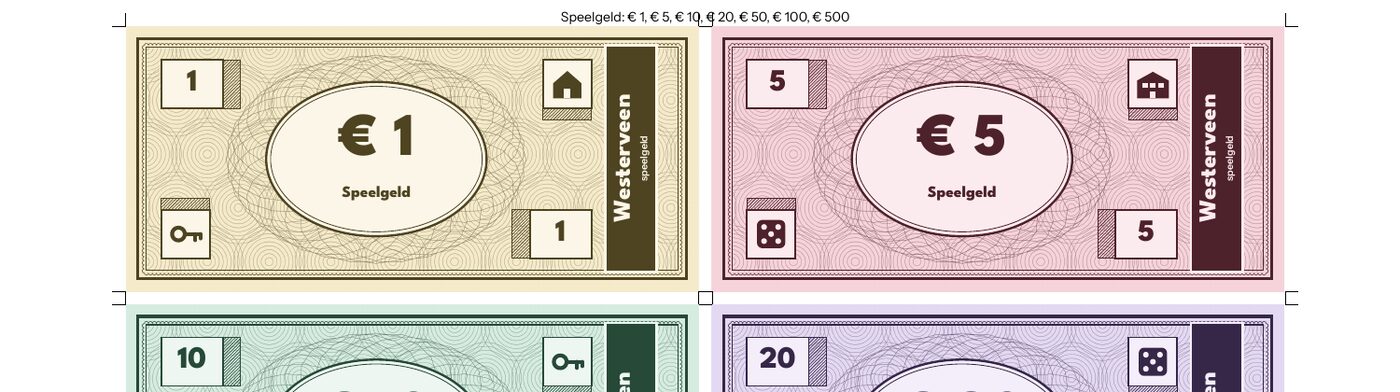 Speelgeld: € 1, € 5, € 10, € 20, € 50, € 100, € 500
1
€ 1
Speelgeld
1
Westerveen
speelgeld
5
€ 5
Speelgeld
5
Westerveen
speelgeld
10
20